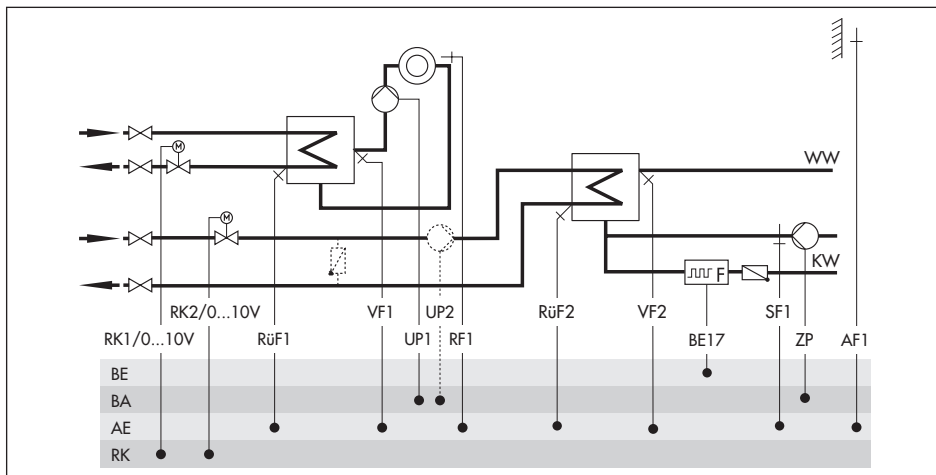 M
WW
M
F
KW
RK2/0...10V
VF1
UP2
RüF2
VF2
SF1
RK1/0...10V
RüF1
UP1
RF1
BE17
ZP
AF1
BE
BA
AE
RK